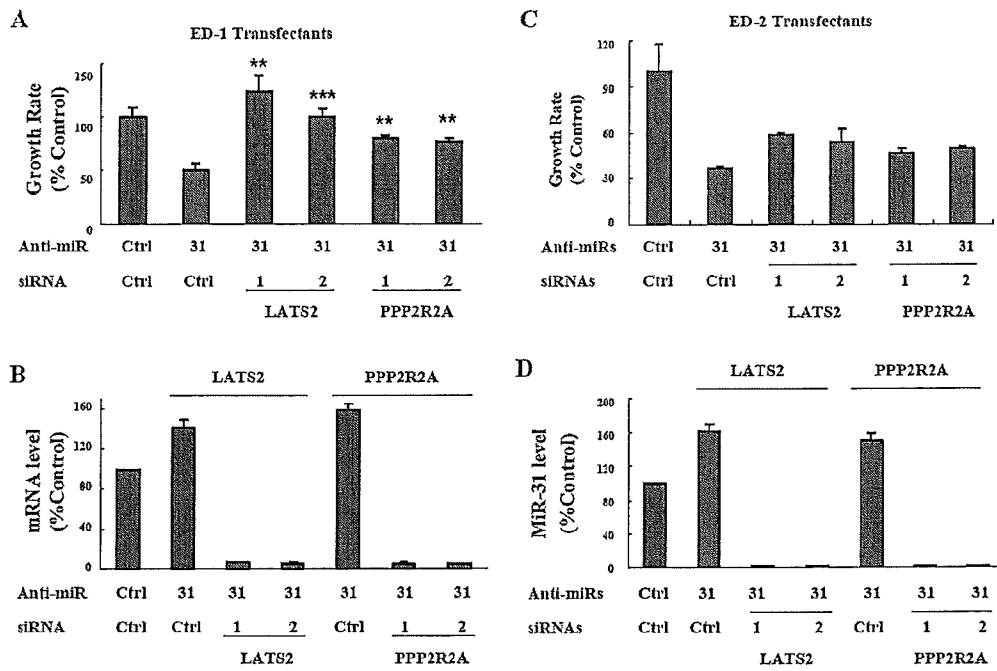 A
ED-1 Transfectants
Growth Rate
(% Control)
150
100
50
0
**
***
**
**
Anti-miR Ctrl 31 31 31 31 31
siRNA Ctrl Ctrl 1 2 1 2
LATS2 PPP2R2A
C
ED-2 Transfectants
Growth Rate
(% Control)
120
90
60
30
0
Anti-miRs Ctrl 31 31 31 31 31
siRNAs Ctrl Ctrl 1 2 1 2
LATS2 PPP2R2A
B
LATS2 PPP2R2A
mRNA level
(%Control)
160
120
80
40
0
Anti-miR Ctrl 31 31 31 31 31 31
siRNA Ctrl Ctrl 1 2 Ctrl 1 2
LATS2 PPP2R2A
D
LATS2 PPP2R2A
MiR-31 level
(%Control)
200
160
120
80
40
0
Anti-miRs Ctrl 31 31 31 31 31 31
siRNAs Ctrl Ctrl 1 2 Ctrl 1 2
LATS2 PPP2R2A